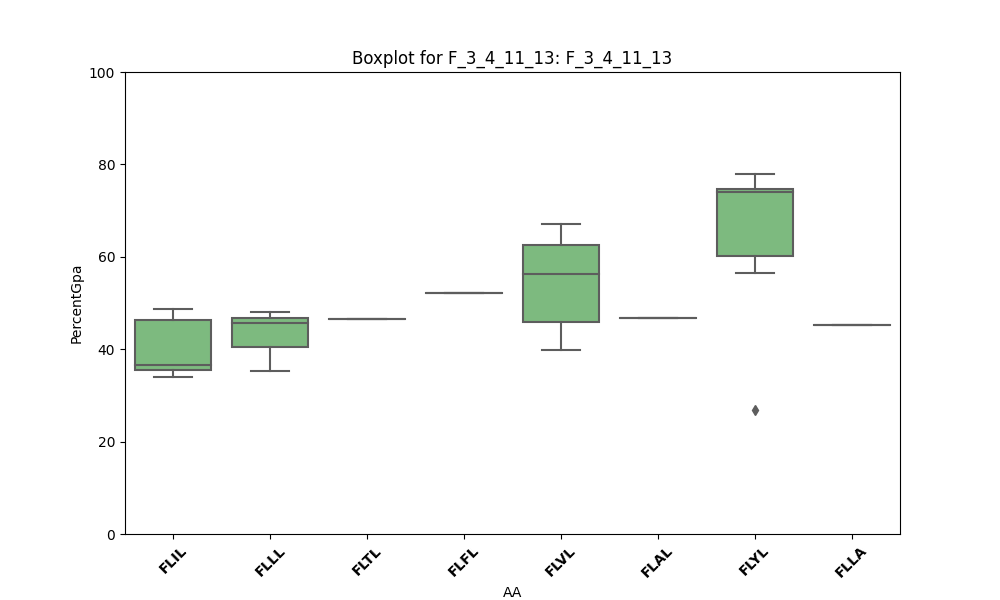 Boxplot for F_3_4_11_13: F_3_4_11_13
100
80
60
40
20
0
PercentGpa
FLIL
FLLL
FLTL
FLFL
FLVL
FLAL
FLYL
FLLA
AA